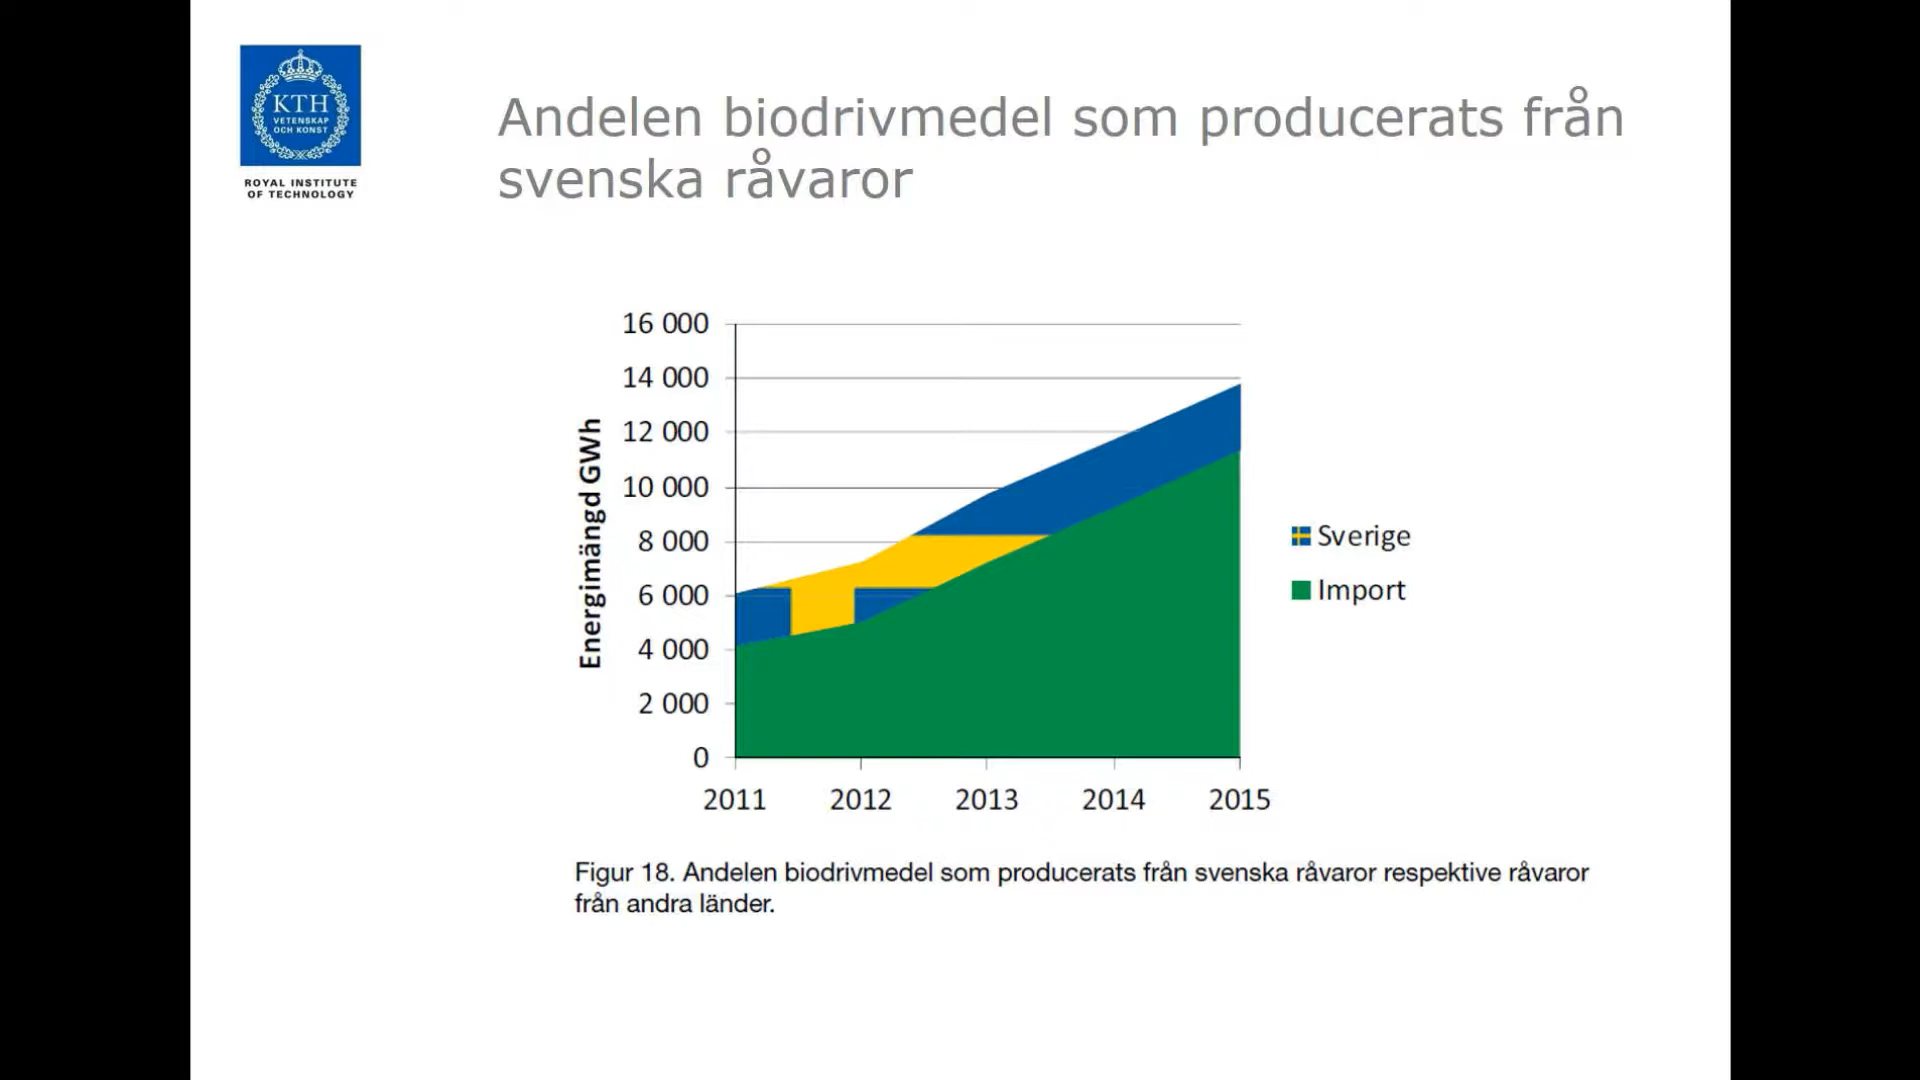 KTH
VETENSKAP
OCH KONST
ROYAL INSTITUTE
OF TECHNOLOGY
Andelen biodrivmedel som producerats från
svenska råvaror
Energimängd GWh
16 000
14 000
12 000
10 000
8 000
6 000
4 000
2 000
0
2011 2012 2013 2014 2015
Sverige
Import
Figur 18. Andelen biodrivmedel som producerats från svenska råvaror respektive råvaror
från andra länder.